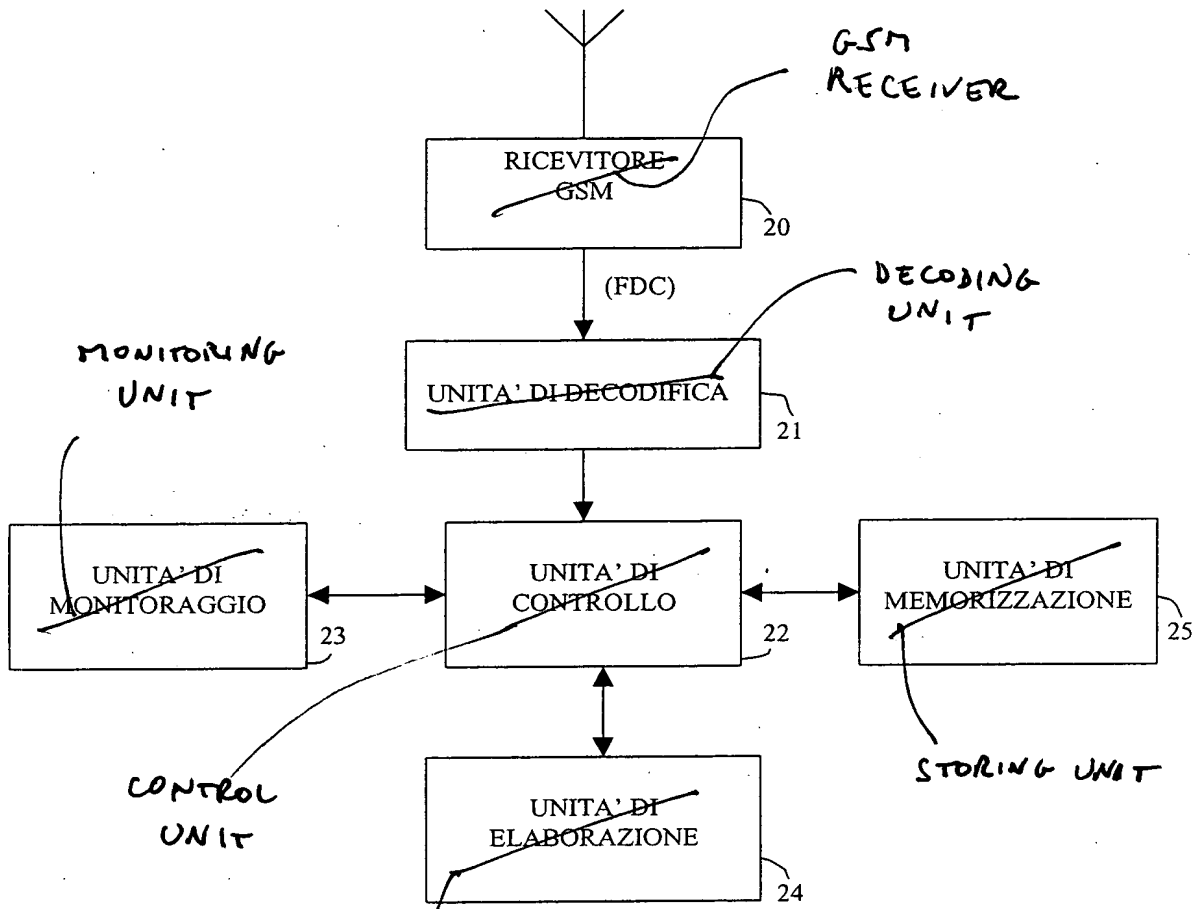 GSM
RECEIVER
RICEVITORE
GSM
20
(FDC)
DECODING
UNIT
MONITORING
UNIT
UNITA' DI DECODIFICA
21
UNITA' DI
MONITORAGGIO
23
UNITA' DI
CONTROLLO
22
UNITA' DI
MEMORIZZAZIONE
25
CONTROL
UNIT
UNITA' DI
ELABORAZIONE
24
STORING UNIT